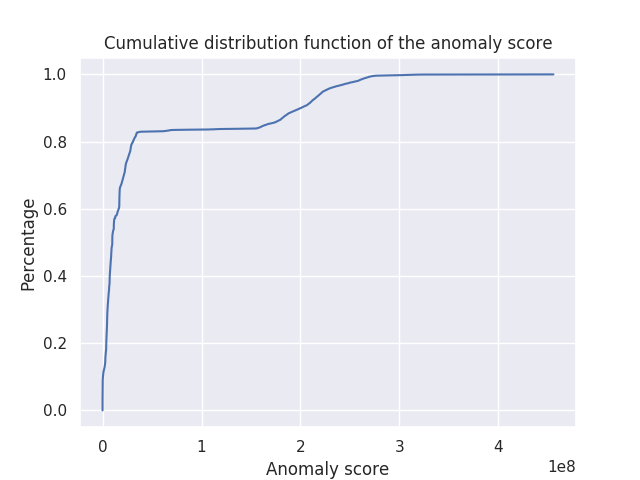 Cumulative distribution function of the anomaly score
1.0
0.8
0.6
0.4
0.2
0.0
Percentage
0 1 2 3 4
1e8
Anomaly score